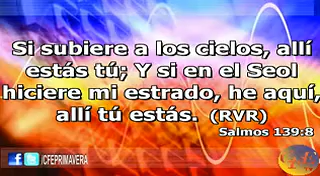 Si subiere a los cielos, allí
estás tú; Y si en el Seol
hiciere mi estrado, he aquí,
allí tú estás. (RVR)
Salmos 139:8
/CFEPRIMAVERA